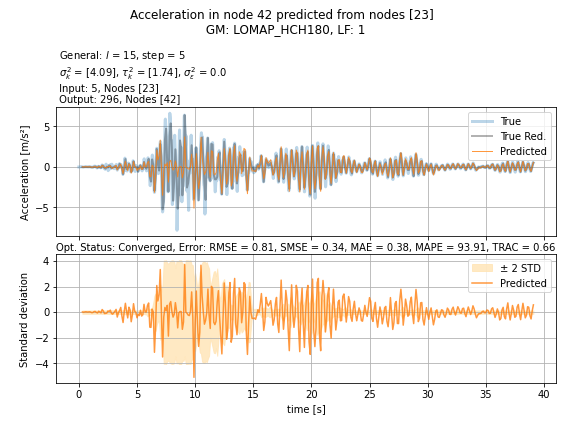 Acceleration in node 42 predicted from nodes [23]
GM: LOMAP_HCH180, LF: 1
General: l = 15, step = 5
σ²ₖ = [4.09], τ²ₖ = [1.74], σ²ₑ = 0.0
Input: 5, Nodes [23]
Output: 296, Nodes [42]
Acceleration [m/s²]
5
0
−5
True
True Red.
Predicted
Opt. Status: Converged, Error: RMSE = 0.81, SMSE = 0.34, MAE = 0.38, MAPE = 93.91, TRAC = 0.66
Standard deviation
4
2
0
−2
−4
± 2 STD
Predicted
0 5 10 15 20 25 30 35 40
time [s]